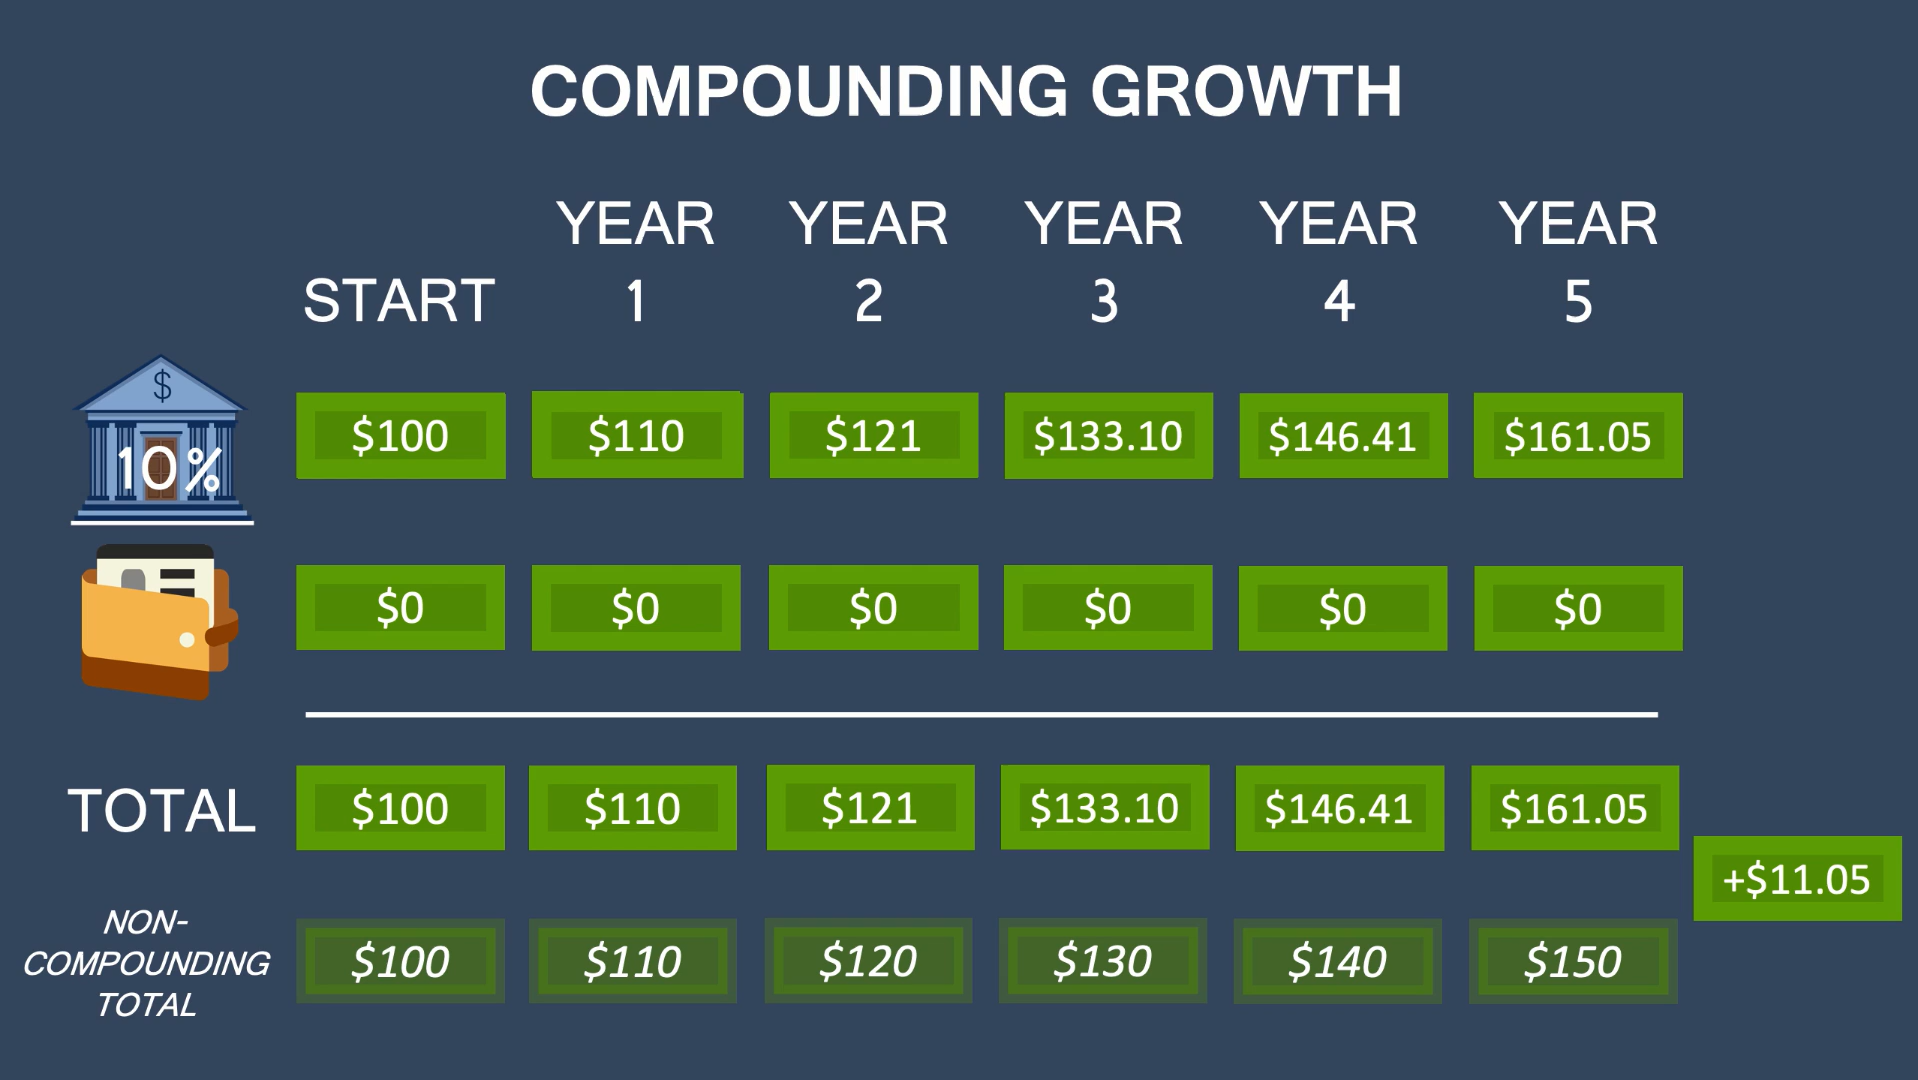 COMPOUNDING GROWTH
YEAR YEAR YEAR YEAR YEAR
START 1 2 3 4 5
$
10%
$100 $110 $121 $133.10 $146.41 $161.05
$0 $0 $0 $0 $0 $0
TOTAL $100 $110 $121 $133.10 $146.41 $161.05
+$11.05
NON-
COMPOUNDING $100 $110 $120 $130 $140 $150
TOTAL